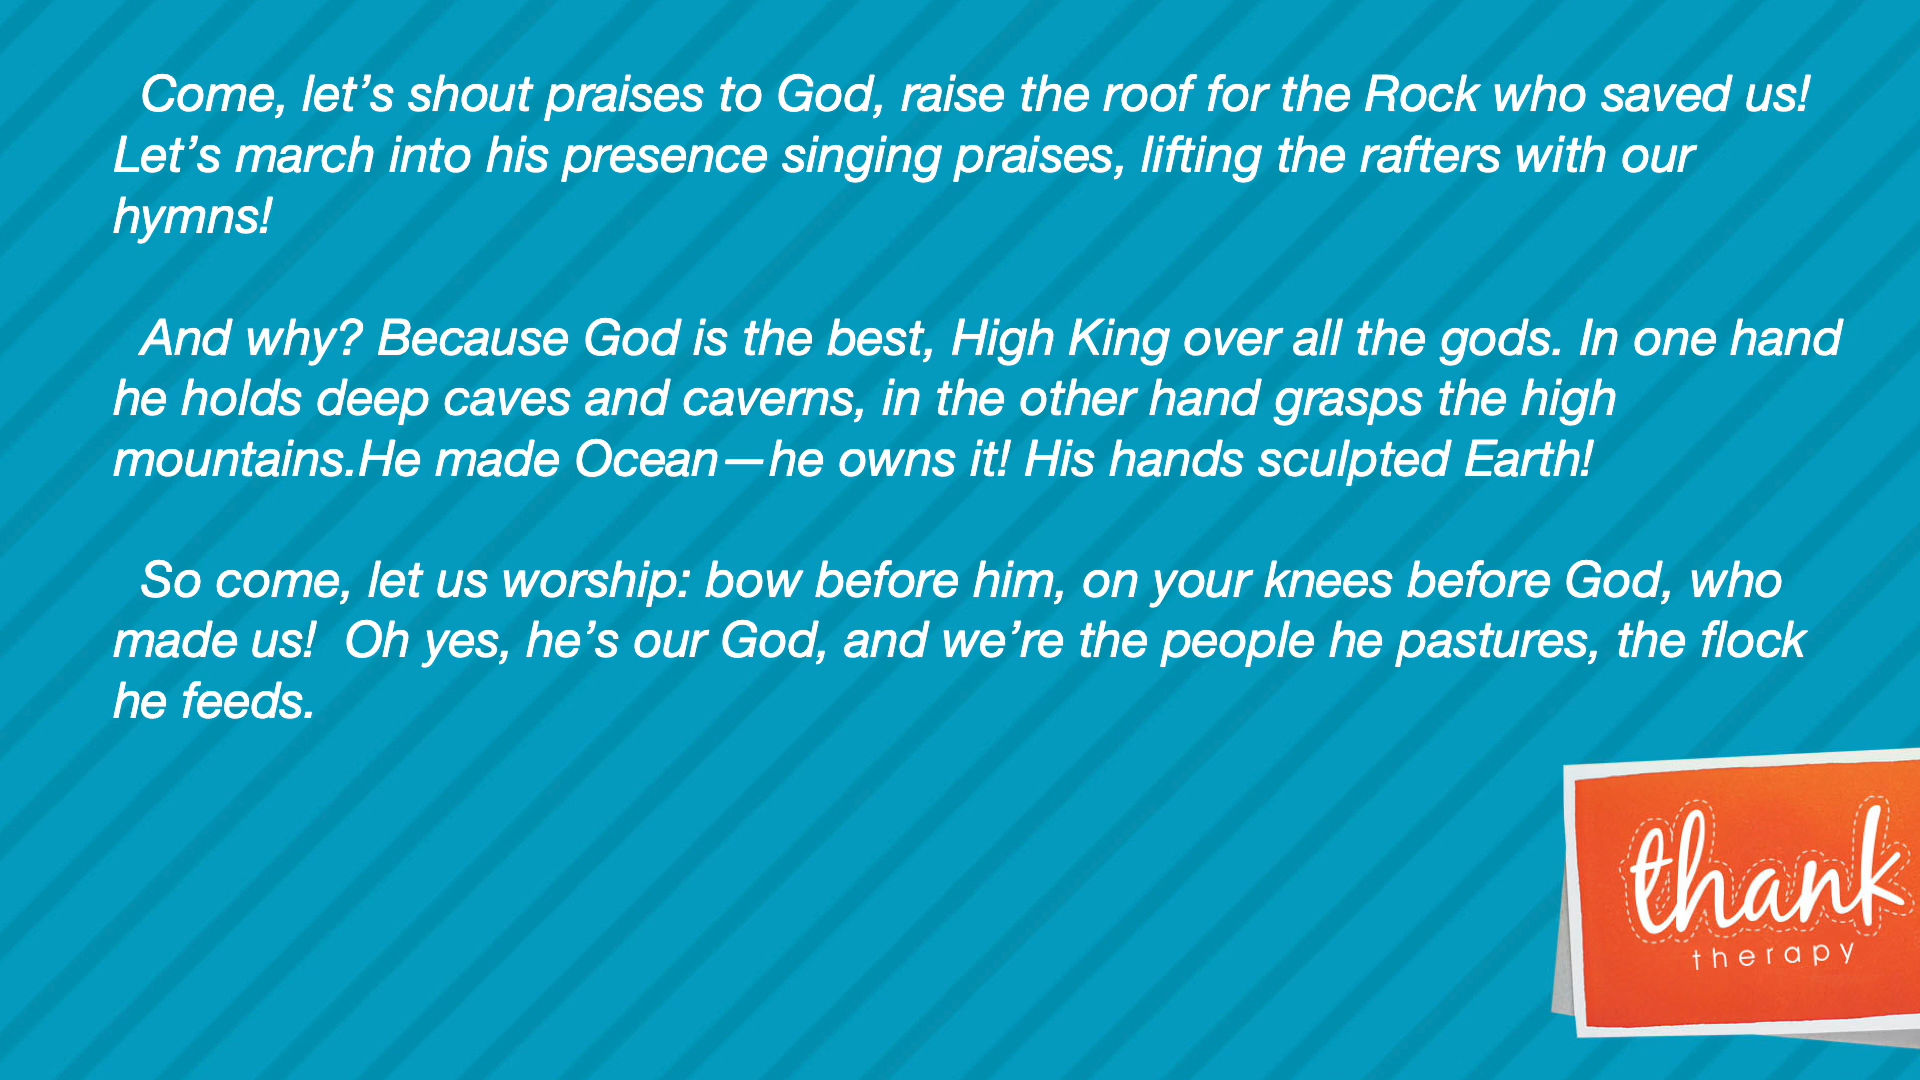 Come, let’s shout praises to God, raise the roof for the Rock who saved us!
Let’s march into his presence singing praises, lifting the rafters with our
hymns!
And why? Because God is the best, High King over all the gods. In one hand
he holds deep caves and caverns, in the other hand grasps the high
mountains.He made Ocean—he owns it! His hands sculpted Earth!
So come, let us worship: bow before him, on your knees before God, who
made us!  Oh yes, he’s our God, and we’re the people he pastures, the flock
he feeds.
thank
therapy